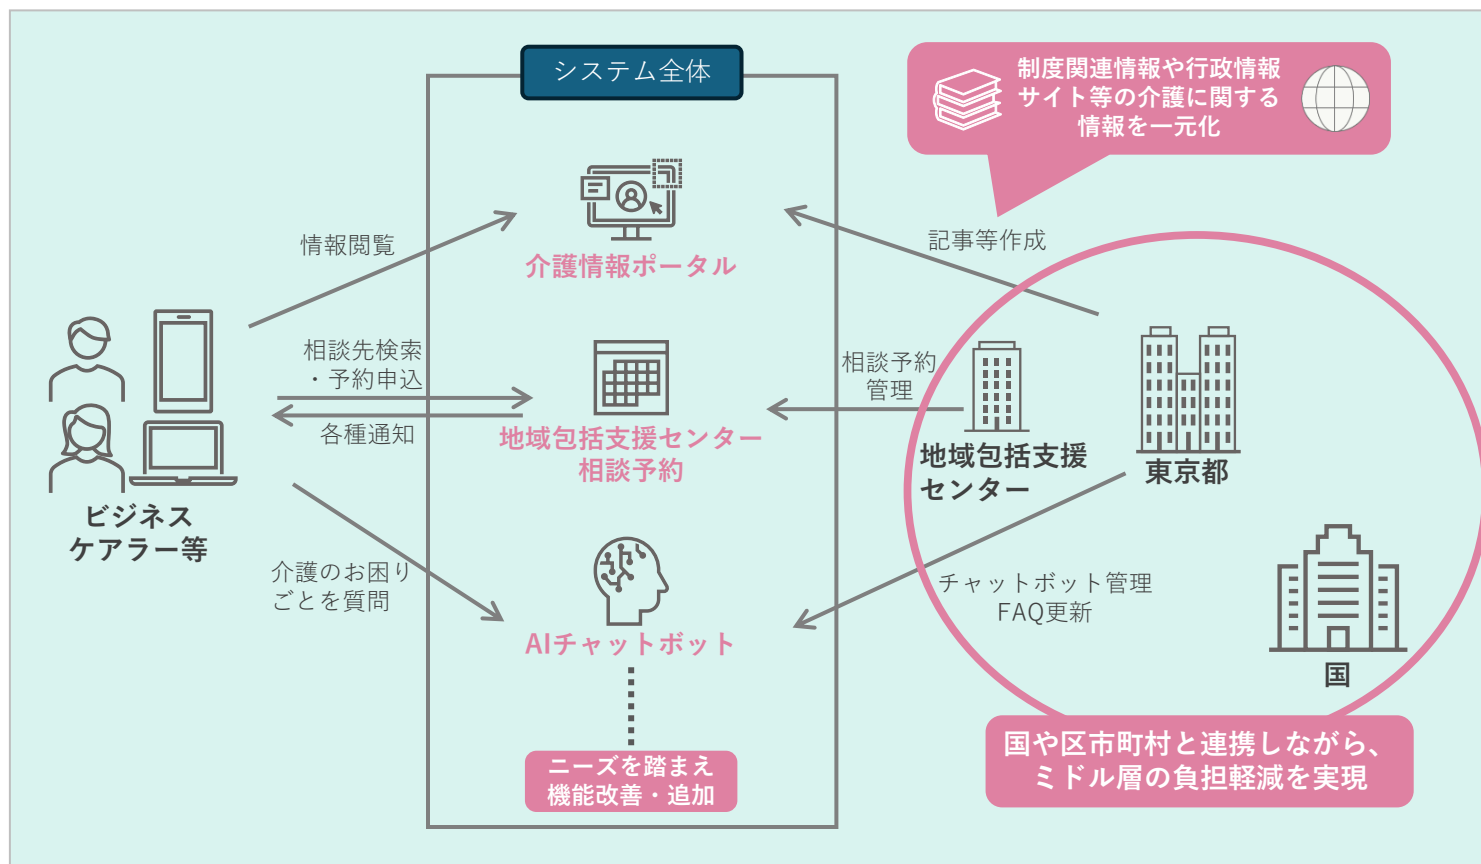 システム全体
制度関連情報や行政情報
サイト等の介護に関する
情報を一元化
情報閲覧
介護情報ポータル
記事等作成
相談先検索
・予約申込
各種通知
地域包括支援センター
相談予約
相談予約
管理
地域包括支援
センター
東京都
ビジネス
ケアラー等
介護のお困り
ごとを質問
AIチャットボット
チャットボット管理
FAQ更新
国
ニーズを踏まえ
機能改善・追加
国や区市町村と連携しながら、
ミドル層の負担軽減を実現